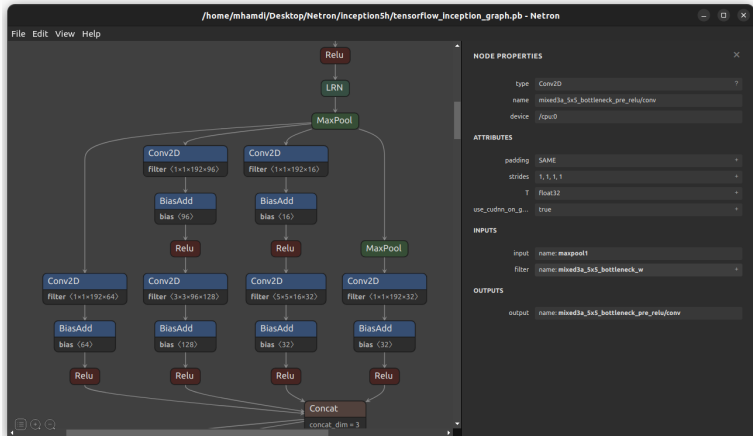 /home/mhamdi/Desktop/Netron/inception5h/tensorflow_inception_graph.pb - Netron
File Edit View Help
Relu
LRN
MaxPool
Conv2D
filter ⟨1×1×192×96⟩
Conv2D
filter ⟨1×1×192×16⟩
BiasAdd
bias ⟨96⟩
BiasAdd
bias ⟨16⟩
Relu
Relu
MaxPool
Conv2D
filter ⟨1×1×192×64⟩
Conv2D
filter ⟨3×3×96×128⟩
Conv2D
filter ⟨5×5×16×32⟩
Conv2D
filter ⟨1×1×192×32⟩
BiasAdd
bias ⟨64⟩
BiasAdd
bias ⟨128⟩
BiasAdd
bias ⟨32⟩
BiasAdd
bias ⟨32⟩
Relu
Relu
Relu
Relu
Concat
concat_dim = 3
NODE PROPERTIES
type Conv2D ?
name mixed3a_5x5_bottleneck_pre_relu/conv
device /cpu:0
ATTRIBUTES
padding SAME +
strides 1, 1, 1, 1 +
T float32 +
use_cudnn_on_g... true +
INPUTS
input name: maxpool1
filter name: mixed3a_5x5_bottleneck_w +
OUTPUTS
output name: mixed3a_5x5_bottleneck_pre_relu/conv